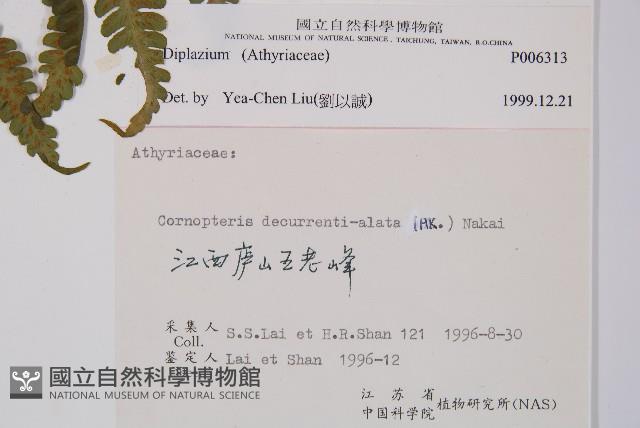 國立自然科學博物館
NATIONAL MUSEUM OF NATURAL SCIENCE, TAICHUNG, TAIWAN, R.O.CHINA
Diplazium (Athyriaceae) P006313
Det. by Yea-Chen Liu(劉以誠) 1999.12.21
Athyriaceae:
Cornopteris decurrenti-alata (HK.) Nakai
江西庐山五老峰
采集人 S.S.Lai et H.R.Shan 121 1996-8-30
Coll.
鉴定人 Lai et Shan 1996-12
國立自然科學博物館
NATIONAL MUSEUM OF NATURAL SCIENCE
江苏省
中国科学院 植物研究所(NAS)